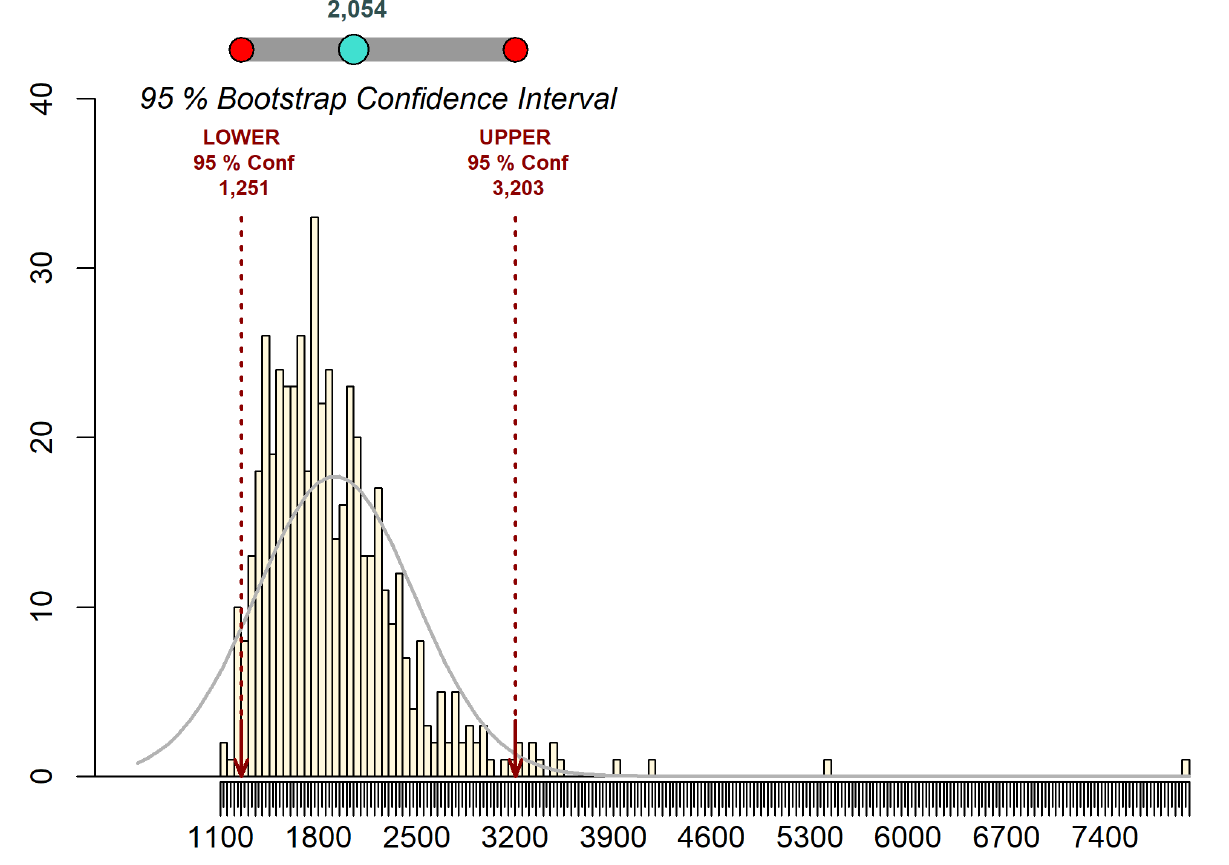 2,054
95 % Bootstrap Confidence Interval
LOWER
95 % Conf
1,251
UPPER
95 % Conf
3,203
40
30
20
10
0
1100 1800 2500 3200 3900 4600 5300 6000 6700 7400